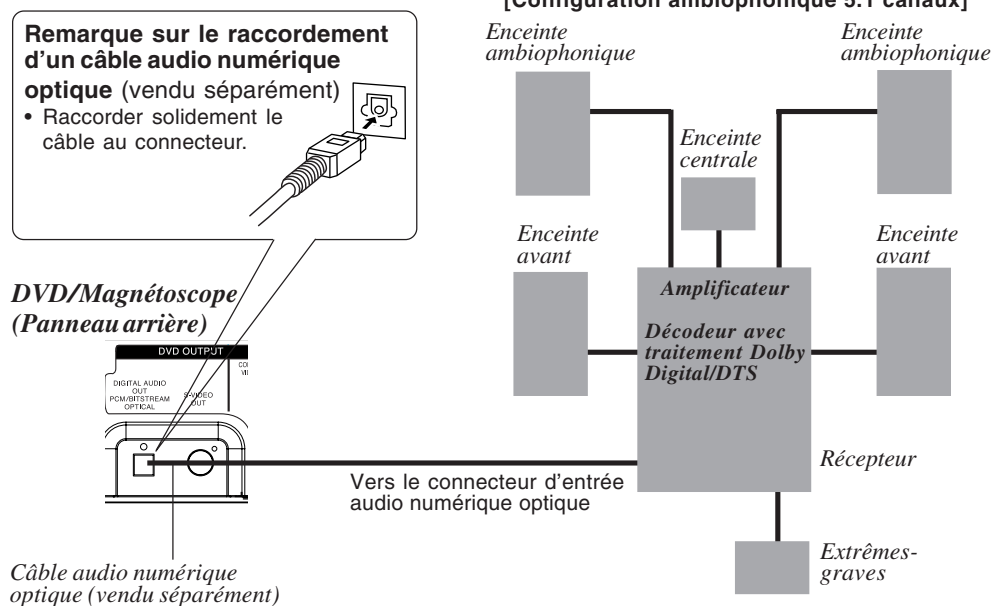 [Configuration ambiophonique 5.1 canaux]
Remarque sur le raccordement
d'un câble audio numérique
optique (vendu séparément)
• Raccorder solidement le
câble au connecteur.
Enceinte
ambiophonique
Enceinte
ambiophonique
Enceinte
centrale
Enceinte
avant
Enceinte
avant
DVD/Magnétoscope
(Panneau arrière)
Amplificateur
Décodeur avec
traitement Dolby
Digital/DTS
DVD OUTPUT
DIGITAL AUDIO
OUT
PCM/BITSTREAM
OPTICAL
S-VIDEO
OUT
Récepteur
Vers le connecteur d'entrée
audio numérique optique
Extrêmes-
graves
Câble audio numérique
optique (vendu séparément)